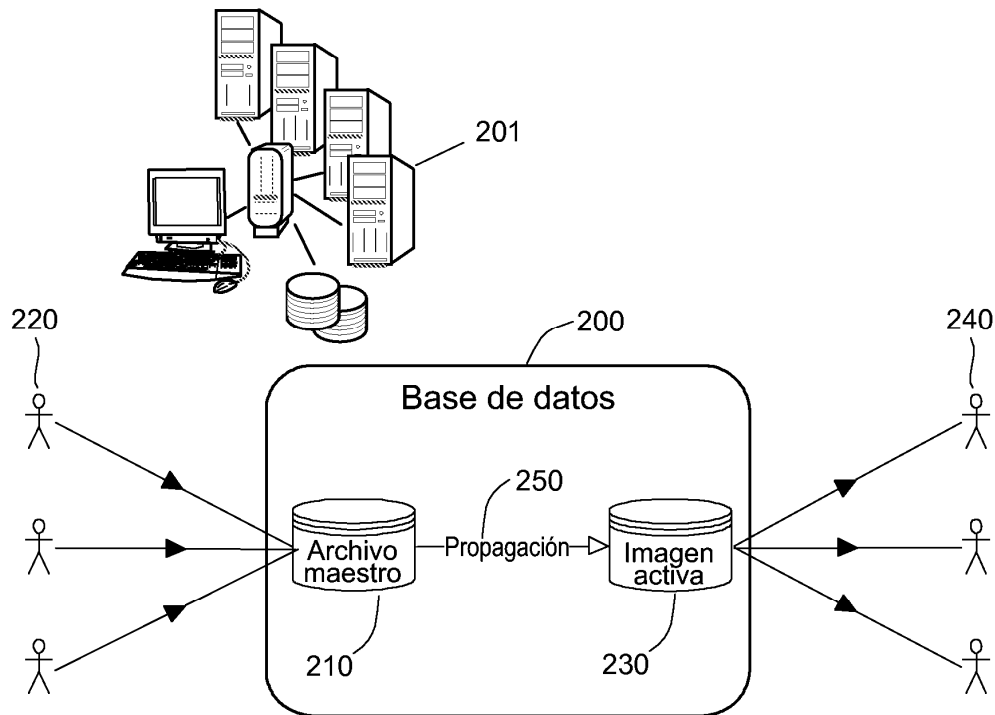 201
220
200
240
Base de datos
250
Archivo
maestro
Propagación
Imagen
activa
210
230